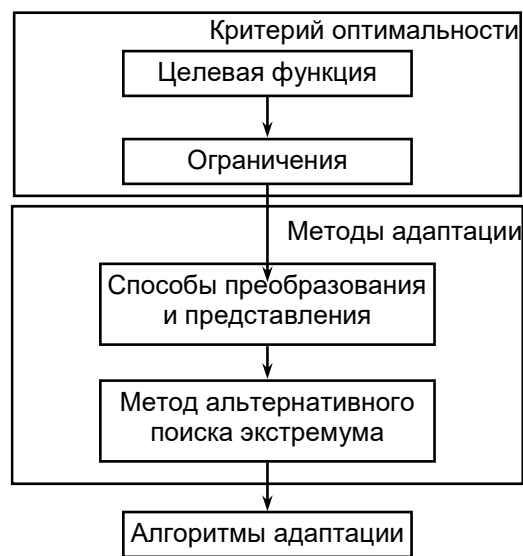 Критерий оптимальности
Целевая функция
Ограничения
Методы адаптации
Способы преобразования
и представления
Метод альтернативного
поиска экстремума
Алгоритмы адаптации